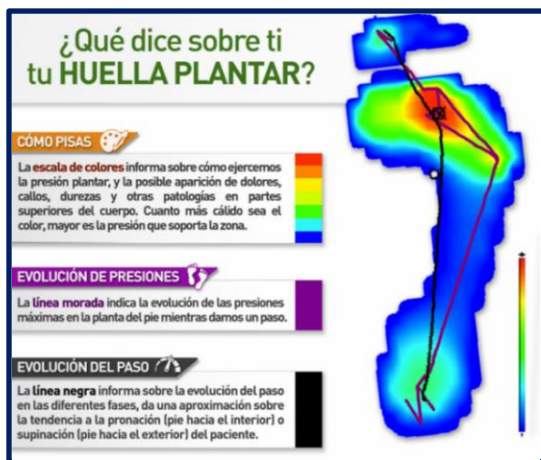 ¿Qué dice sobre ti
tu HUELLA PLANTAR?
CÓMO PISAS
La escala de colores informa sobre cómo ejercemos
la presión plantar, y la posible aparición de dolores,
callos, durezas y otras patologías en partes
superiores del cuerpo. Cuanto más cálido sea el
color, mayor es la presión que soporta la zona.
EVOLUCIÓN DE PRESIONES
La línea morada indica la evolución de las presiones
máximas en la planta del pie mientras damos un paso.
EVOLUCIÓN DEL PASO
La línea negra informa sobre la evolución del paso
en las diferentes fases, da una aproximación sobre
la tendencia a la pronación (pie hacia el interior) o
supinación (pie hacia el exterior) del paciente.